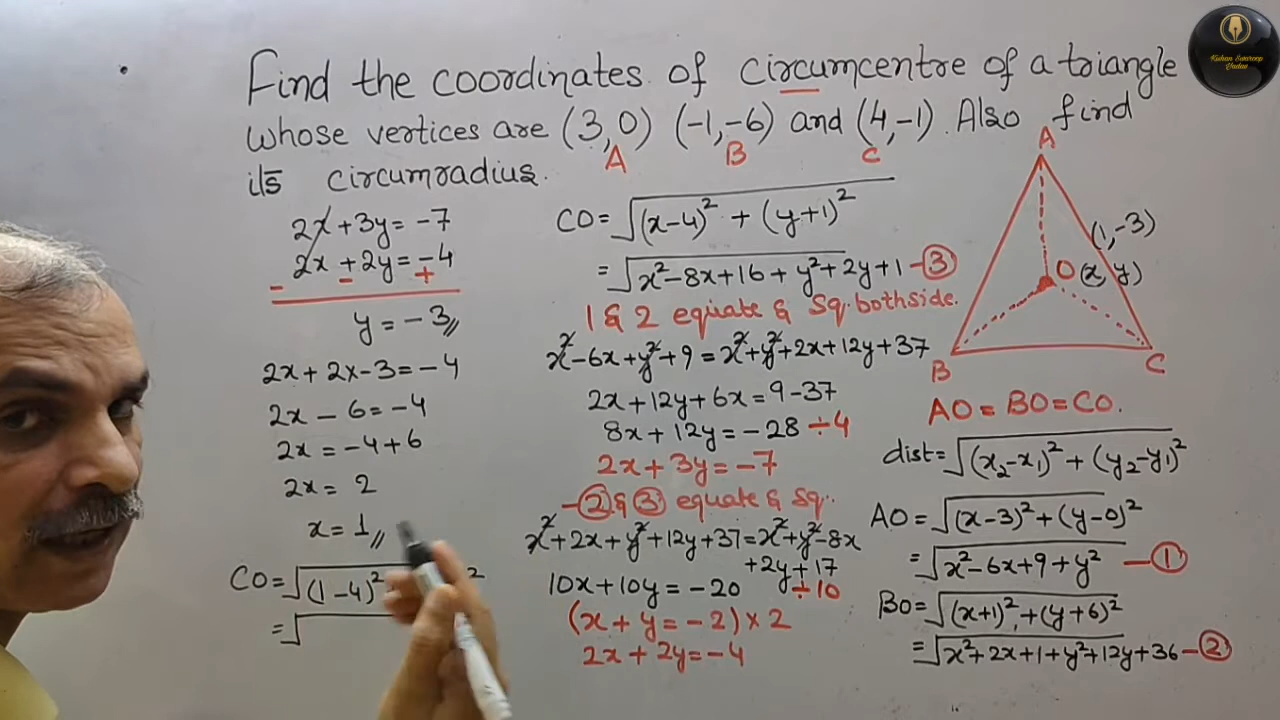 Find the coordinates of circumcentre of a triangle
whose vertices are (3,0) (-1,-6) and (4,-1). Also find
A B C
its circumradius.
2x + 3y = -7
2x + 2y = -4
- - +
y = -3
2x + 2x-3 = -4
2x - 6 = -4
2x = -4+6
2x = 2
x = 1
CO = √(1-4)²
= √
CO = √(x-4)² + (y+1)²
= √x²-8x+16+y²+2y+1 -③
1 & 2 equate & Sq. bothside.
x²-6x+y²+9 = x²+y²+2x+12y+37
2x+12y+6x = 9-37
8x+12y = -28 ÷4
2x+3y = -7
-② & ③ equate & Sq.
x²+2x+y²+12y+37 = x²+y²-8x
+2y+17
10x+10y = -20 ÷10
(x+y = -2) × 2
2x+2y = -4
A
(1,-3)
O (x, y)
B C
AO = BO = CO.
dist = √(x₂-x₁)² + (y₂-y₁)²
AO = √(x-3)² + (y-0)²
= √x²-6x+9+y² -①
BO = √(x+1)² + (y+6)²
= √x²+2x+1+y²+12y+36 -②
Kishan Swaroop
Yadav